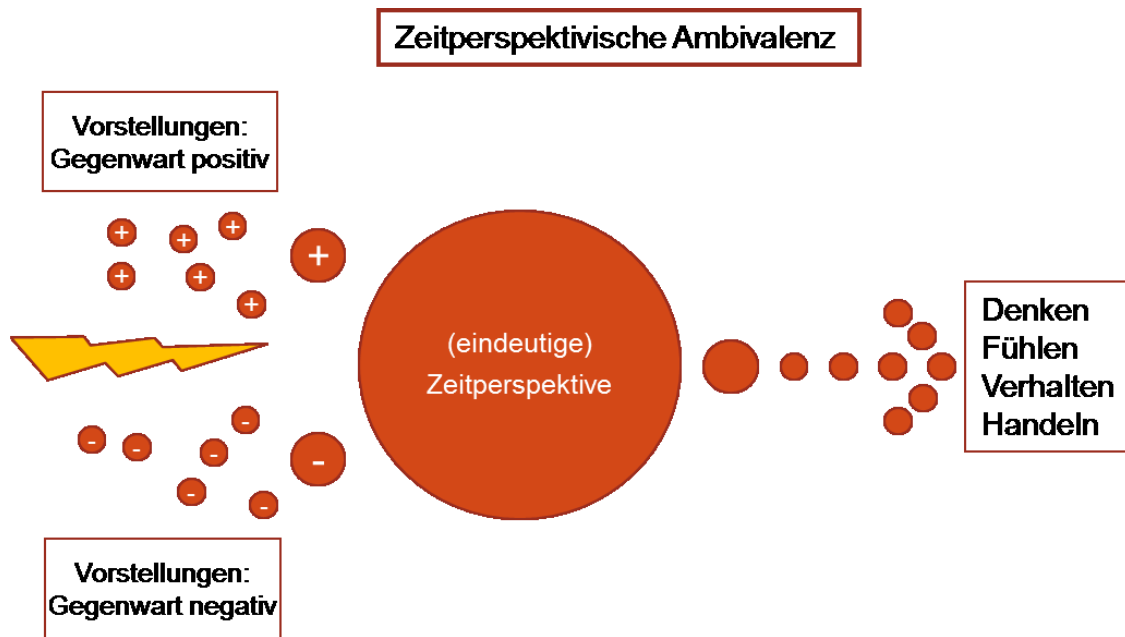 Zeitperspektivische Ambivalenz
Vorstellungen:
Gegenwart positiv
+ + +
+ + +
+
(eindeutige)
Zeitperspektive
Denken
Fühlen
Verhalten
Handeln
- - - -
- -
-
Vorstellungen:
Gegenwart negativ